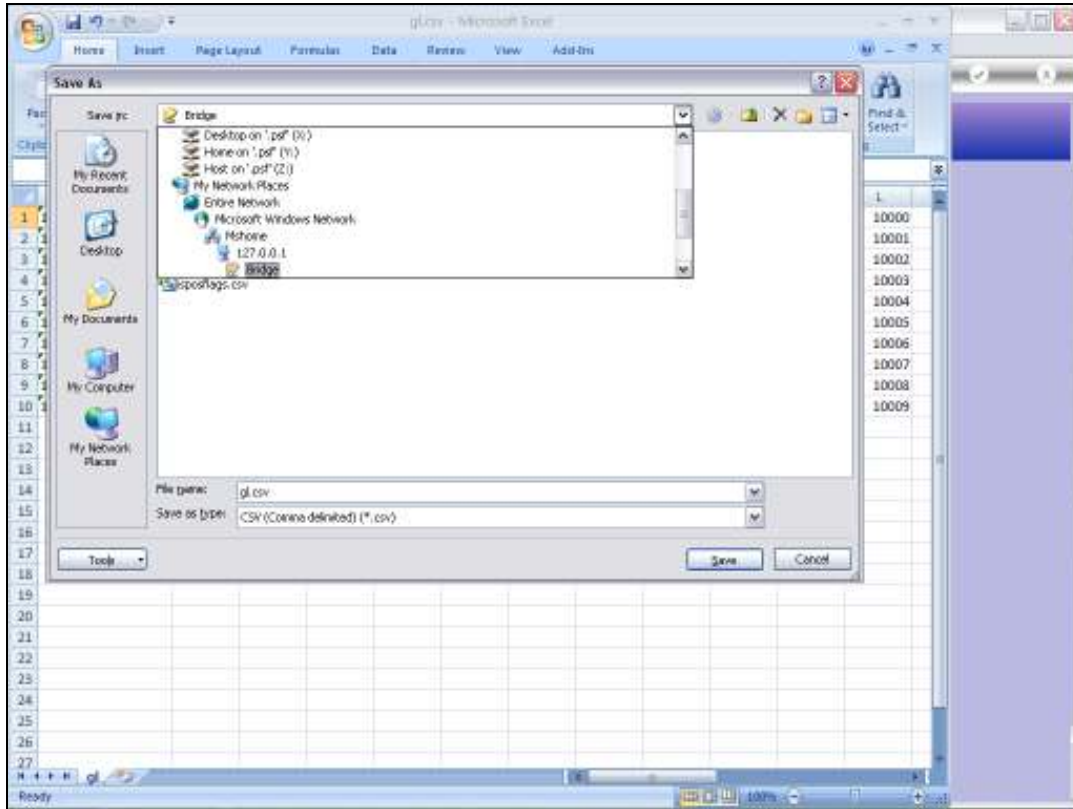 gl.csv - Microsoft Excel
Home Insert Page Layout Formulas Data Review View Add-Ins
Save As
Save in: Bridge
Find &
Select
Desktop on '.psf' (X:)
Home on '.psf' (Y:)
Host on '.psf' (Z:)
My Network Places
Entire Network
Microsoft Windows Network
Mshome
127.0.0.1
Bridge
sposflags.csv
My Recent
Documents
Desktop
My Documents
My Computer
My Network
Places
File name: gl.csv
Save as type: CSV (Comma delimited) (*.csv)
Tools Save Cancel
L
1 10000
2 10001
3 10002
4 10003
5 10004
6 10005
7 10006
8 10007
9 10008
10 10009
11
12
13
14
15
16
17
18
19
20
21
22
23
24
25
26
27
gl
Ready 100%